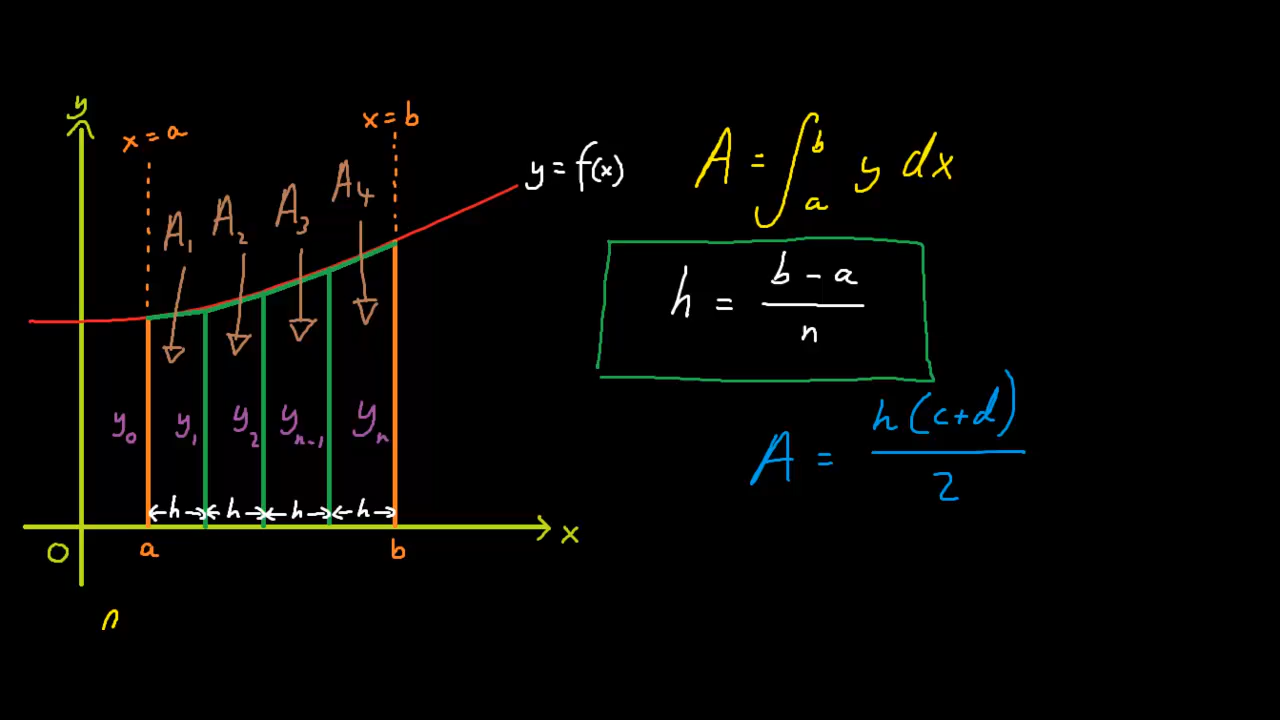 y
x = a
x = b
A₁
A₂
A₃
A₄
y = f(x)
y₀
y₁
y₂
yₙ₋₁
yₙ
h
h
h
h
O
a
b
x
A = ∫ₐᵇ y dx
h = (b - a) / n
A = h(c+d) / 2